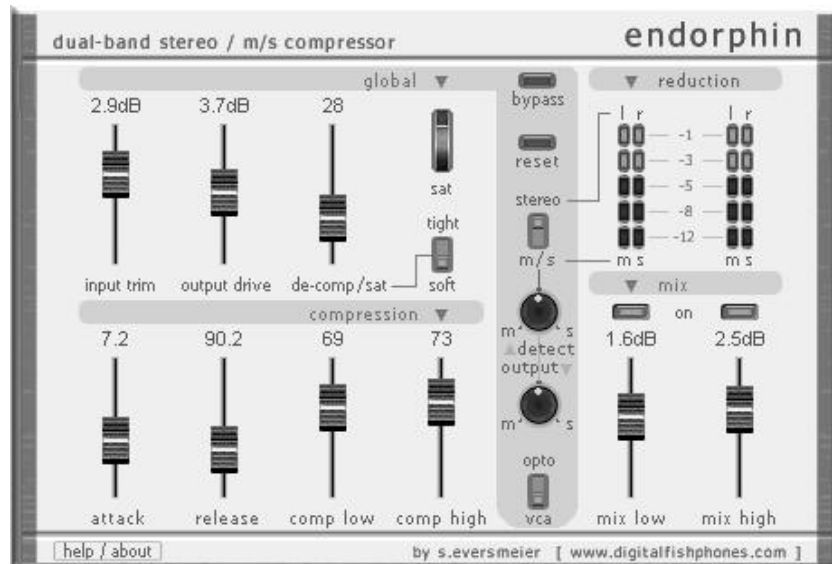 dual-band stereo / m/s compressor
endorphin
global
bypass
reduction
2.9dB 3.7dB 28
sat
reset
l r l r
-1
-3
-5
-8
-12
m s m s
tight
soft
stereo
m/s
input trim output drive de-comp/sat
compression
mix
on
7.2 90.2 69 73
m s
detect
output
m s
1.6dB 2.5dB
opto
vca
attack release comp low comp high
mix low mix high
help / about
by s.eversmeier [ www.digitalfishphones.com ]